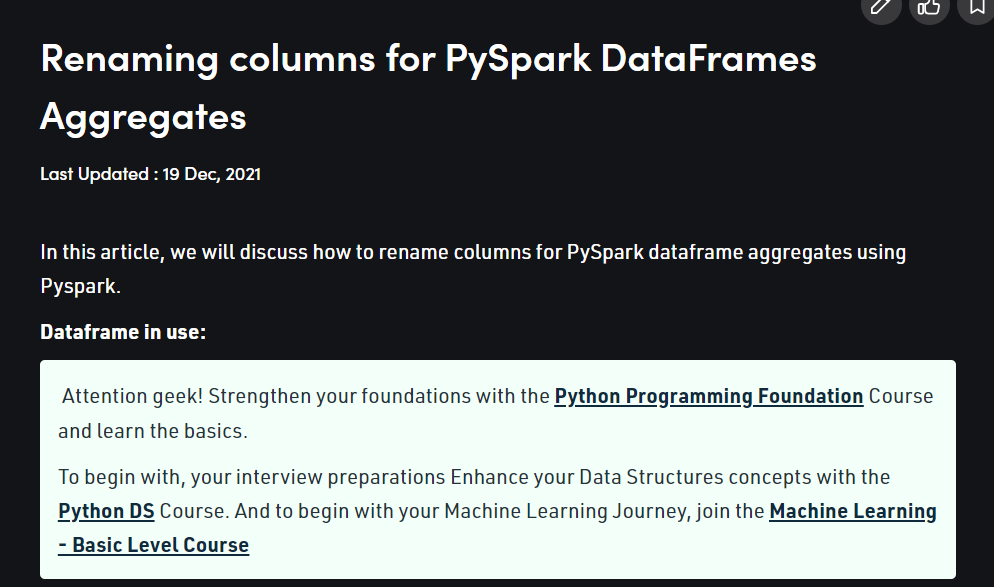 Renaming columns for PySpark DataFrames
Aggregates
Last Updated : 19 Dec, 2021
In this article, we will discuss how to rename columns for PySpark dataframe aggregates using
Pyspark.
Dataframe in use:
Attention geek! Strengthen your foundations with the Python Programming Foundation Course
and learn the basics.
To begin with, your interview preparations Enhance your Data Structures concepts with the
Python DS Course. And to begin with your Machine Learning Journey, join the Machine Learning
- Basic Level Course